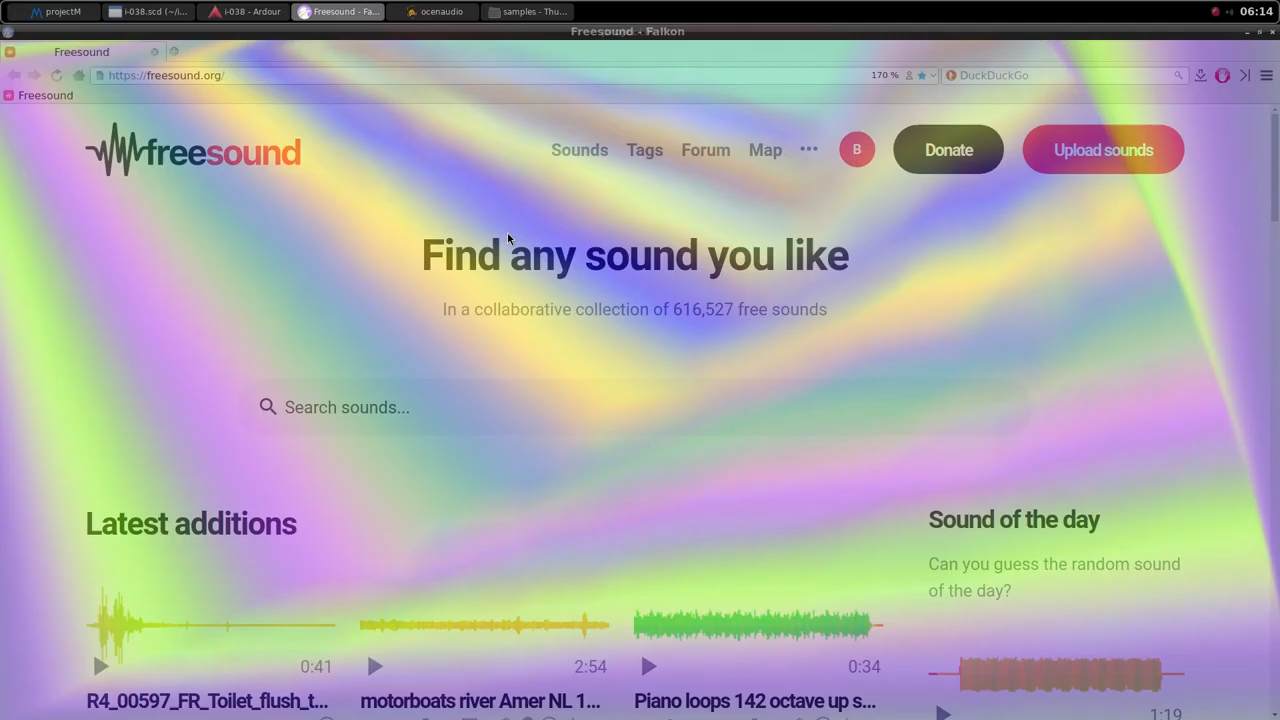 projectM
i-038.scd (~/i...
i-038 - Ardour
Freesound - Fa...
ocenaudio
samples - Thu...
06:14
Freesound - Falkon
Freesound
https://freesound.org/
170 %
DuckDuckGo
Freesound
freesound
Sounds
Tags
Forum
Map
B
Donate
Upload sounds
Find any sound you like
In a collaborative collection of 616,527 free sounds
Search sounds...
Latest additions
Sound of the day
Can you guess the random sound
of the day?
0:41
2:54
0:34
R4_00597_FR_Toilet_flush_t...
motorboats river Amer NL 1...
Piano loops 142 octave up s...
1:19